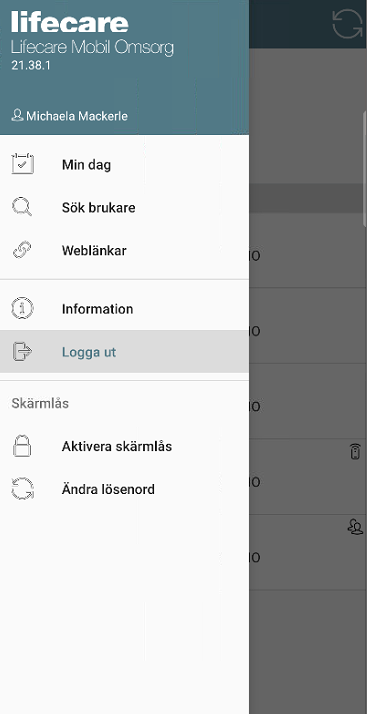 lifecare
Lifecare Mobil Omsorg
21.38.1
Michaela Mackerle
Min dag
Sök brukare
Weblänkar
Information
Logga ut
Skärmlås
Aktivera skärmlås
Ändra lösenord